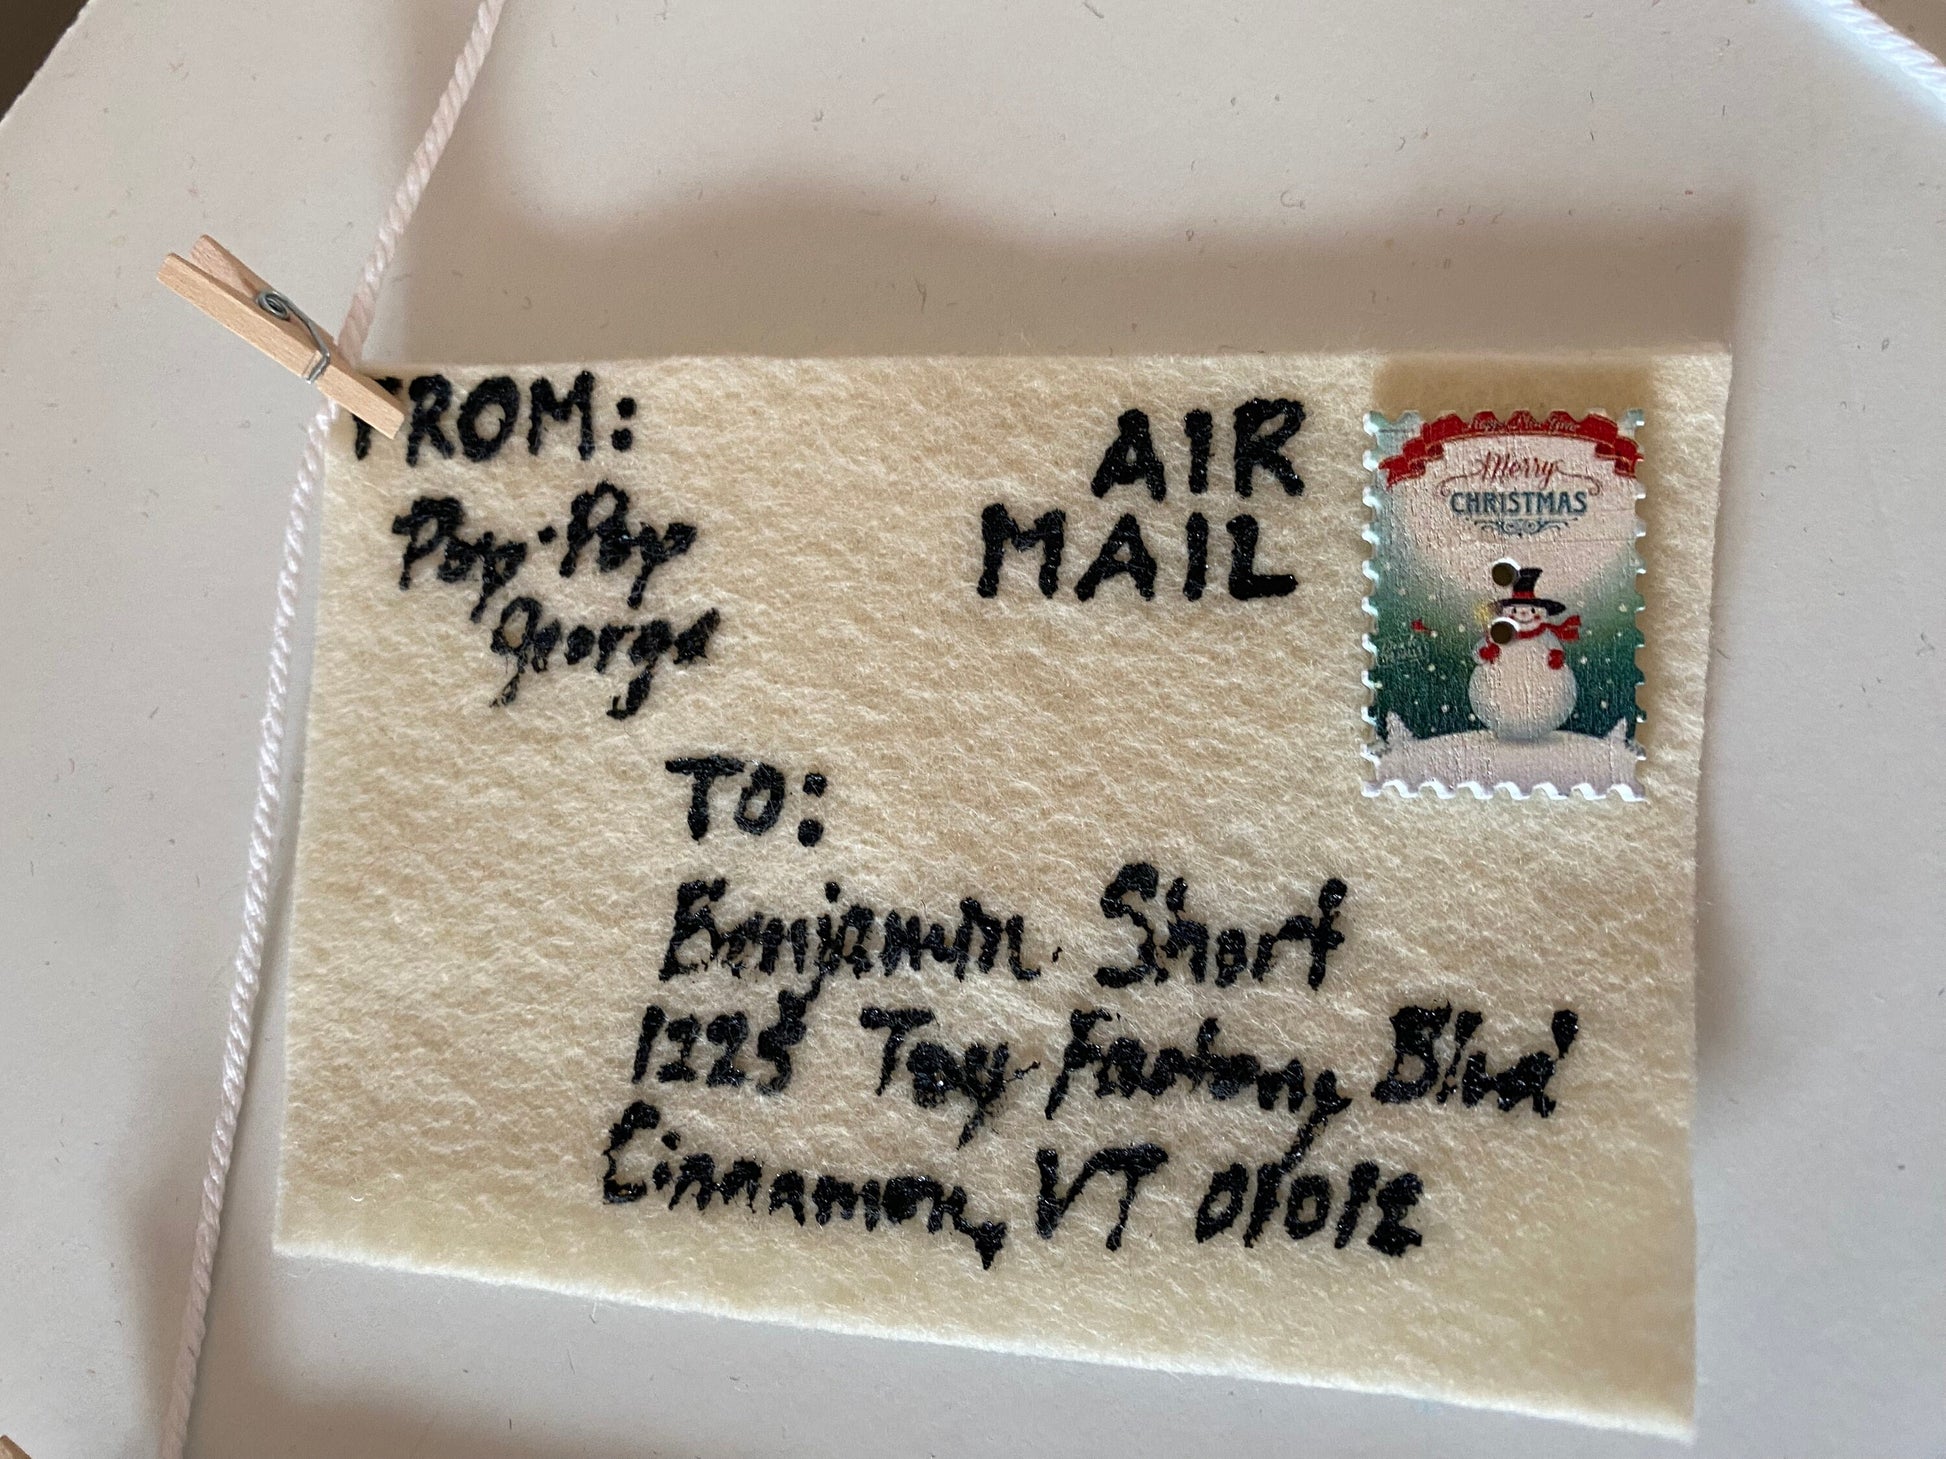 FROM:
Pop-Pop
George
AIR
MAIL
Merry
CHRISTMAS
TO:
Benjamin Short
1225 Toy Factory Blvd
Cinnamon, VT 01012